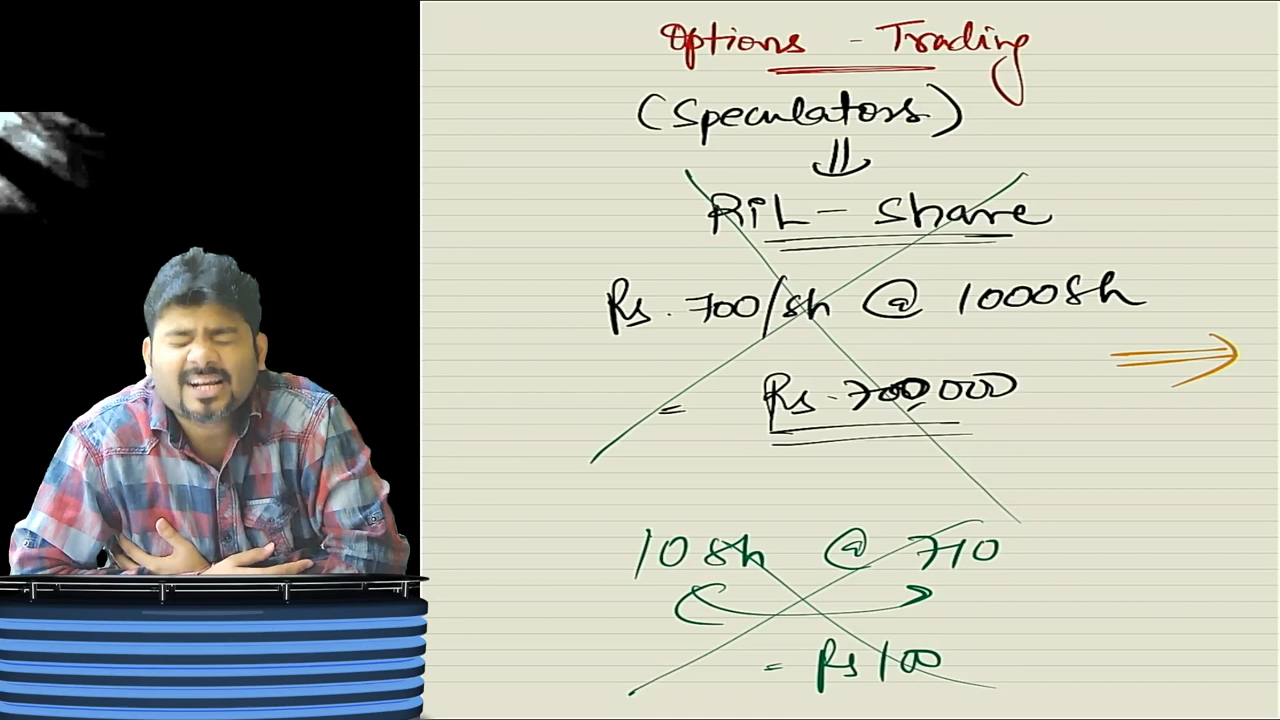 Options - Trading
(Speculators)
RiL - Share
Rs. 700/sh @ 1000sh
= Rs. 700,000
10 sh @ 710
= Rs 100